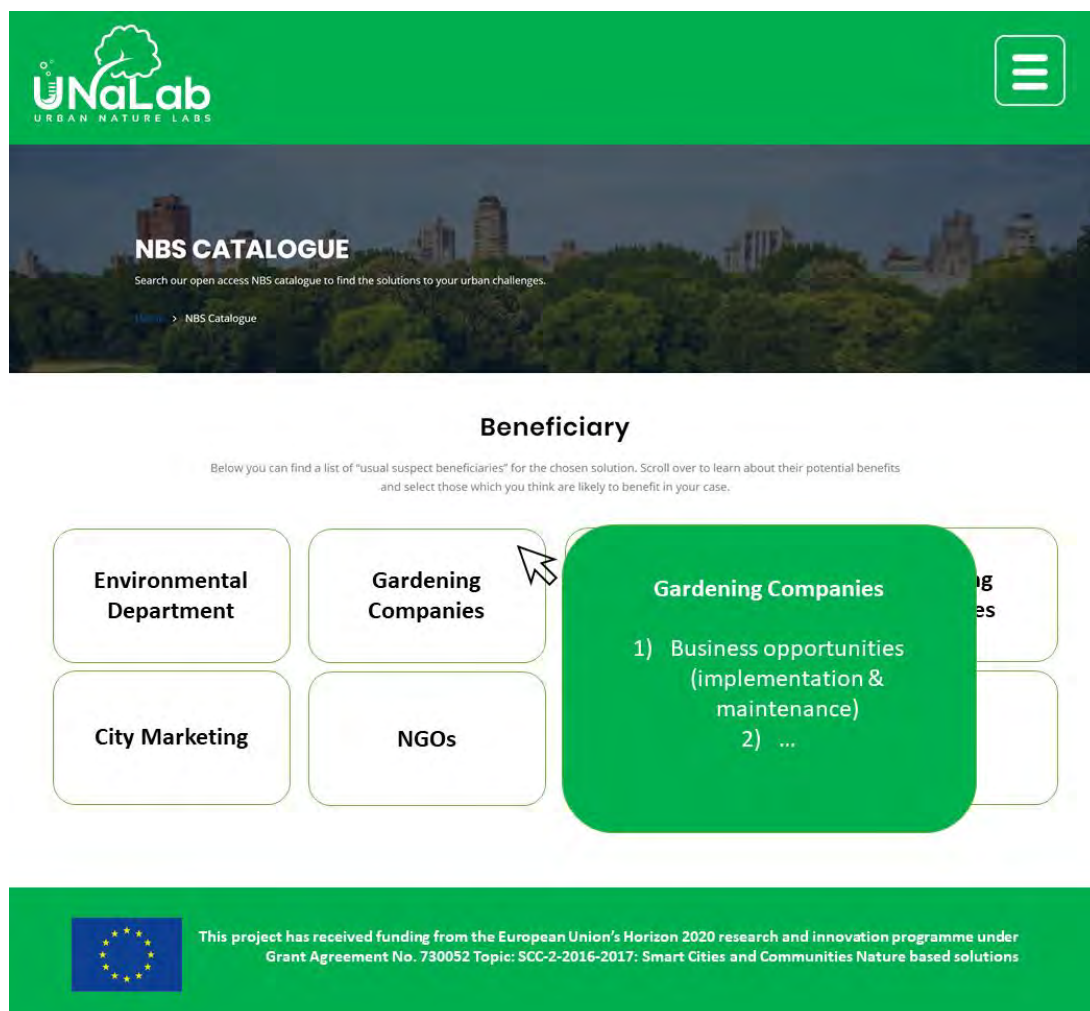 UNaLab
URBAN NATURE LABS
NBS CATALOGUE
Search our open access NBS catalogue to find the solutions to your urban challenges.
Home > NBS Catalogue
Beneficiary
Below you can find a list of "usual suspect beneficiaries" for the chosen solution. Scroll over to learn about their potential benefits
and select those which you think are likely to benefit in your case.
Environmental
Department
Gardening
Companies
Gardening Companies
1) Business opportunities
(implementation &
maintenance)
2) ...
ng
es
City Marketing
NGOs
This project has received funding from the European Union's Horizon 2020 research and innovation programme under
Grant Agreement No. 730052 Topic: SCC-2-2016-2017: Smart Cities and Communities Nature based solutions